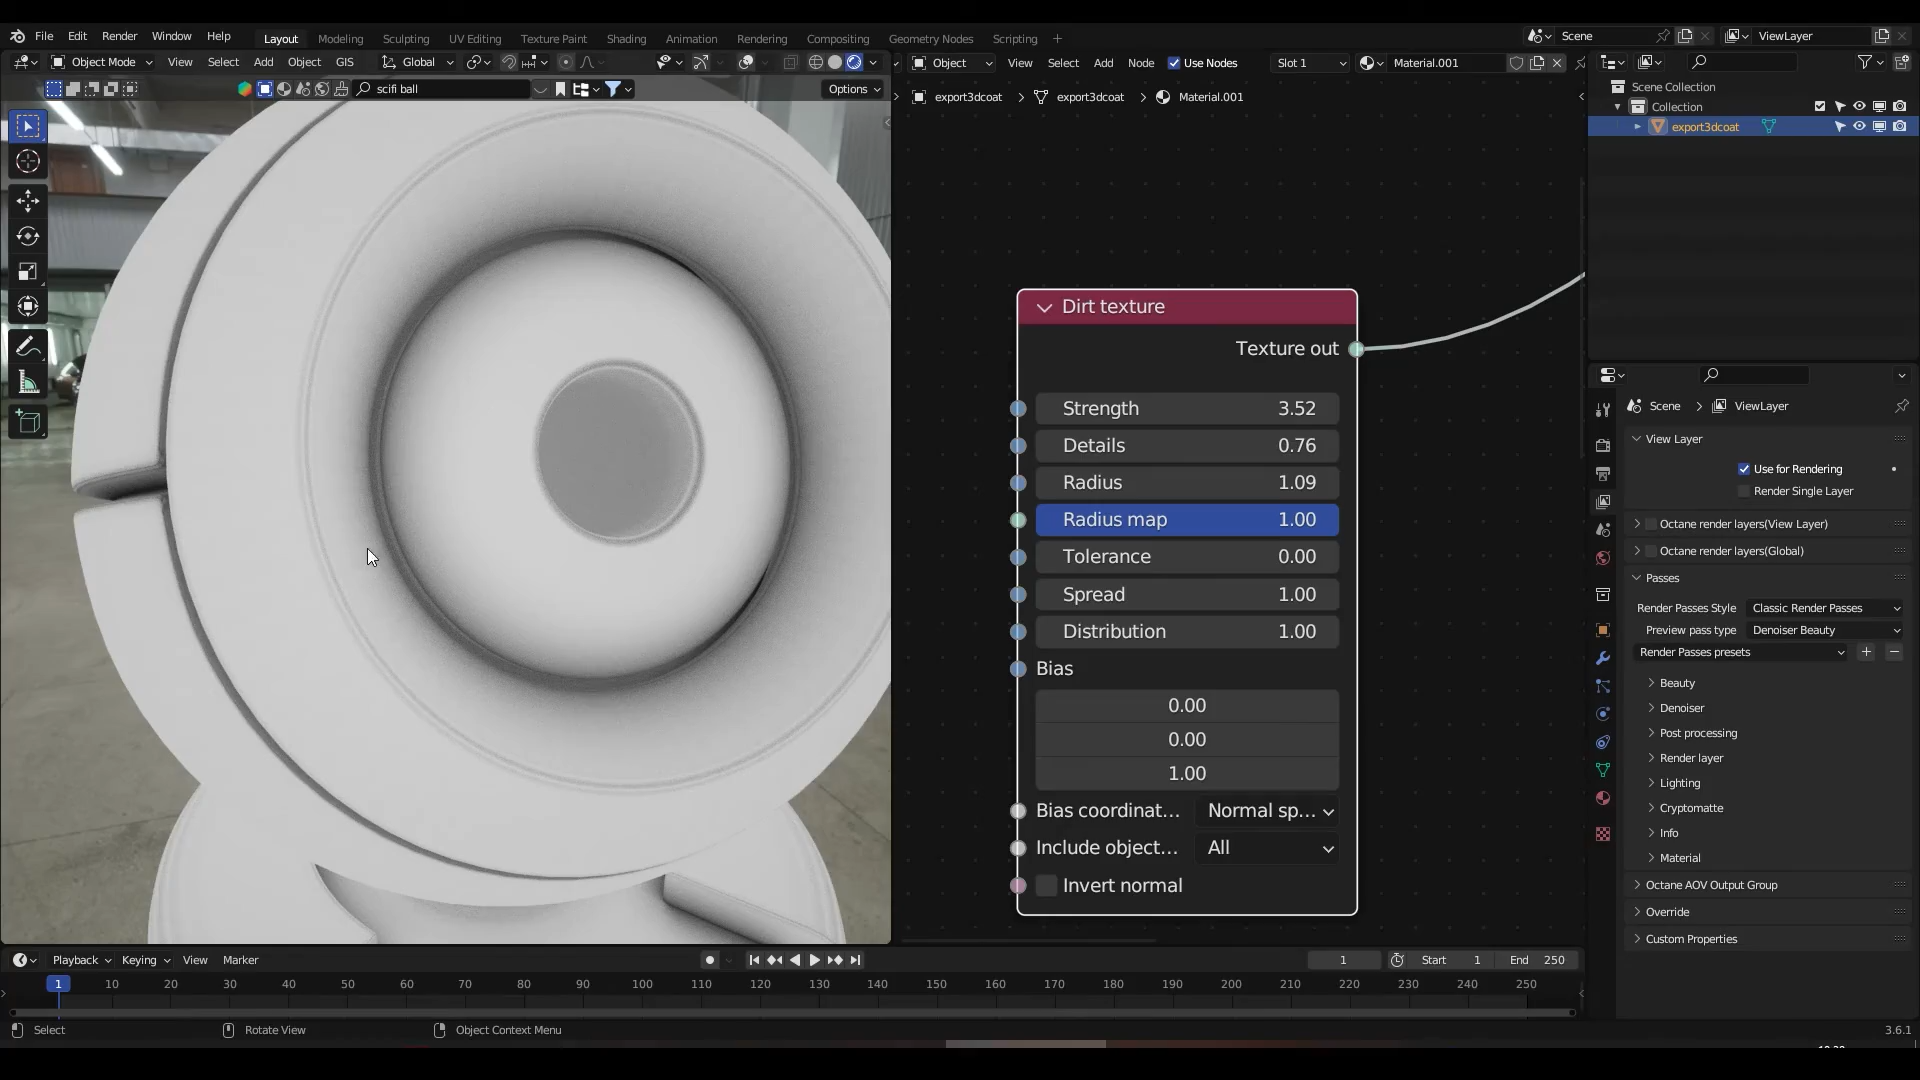 File Edit Render Window Help Layout Modeling Sculpting UV Editing Texture Paint Shading Animation Rendering Compositing Geometry Nodes Scripting + Scene ViewLayer
Object Mode View Select Add Object GIS Global
Object View Select Add Node Use Nodes Slot 1 Material.001
scifi ball Options
export3dcoat > export3dcoat > Material.001
Scene Collection
Collection
export3dcoat
Dirt texture
Texture out
Strength 3.52
Details 0.76
Radius 1.09
Radius map 1.00
Tolerance 0.00
Spread 1.00
Distribution 1.00
Bias
0.00
0.00
1.00
Bias coordinat... Normal sp...
Include object... All
Invert normal
Scene > ViewLayer
View Layer
Use for Rendering
Render Single Layer
Octane render layers(View Layer)
Octane render layers(Global)
Passes
Render Passes Style Classic Render Passes
Preview pass type Denoiser Beauty
Render Passes presets
Beauty
Denoiser
Post processing
Render layer
Lighting
Cryptomatte
Info
Material
Octane AOV Output Group
Override
Custom Properties
Playback Keying View Marker 1 Start 1 End 250
1 10 20 30 40 50 60 70 80 90 100 110 120 130 140 150 160 170 180 190 200 210 220 230 240 250
Select Rotate View Object Context Menu 3.6.1